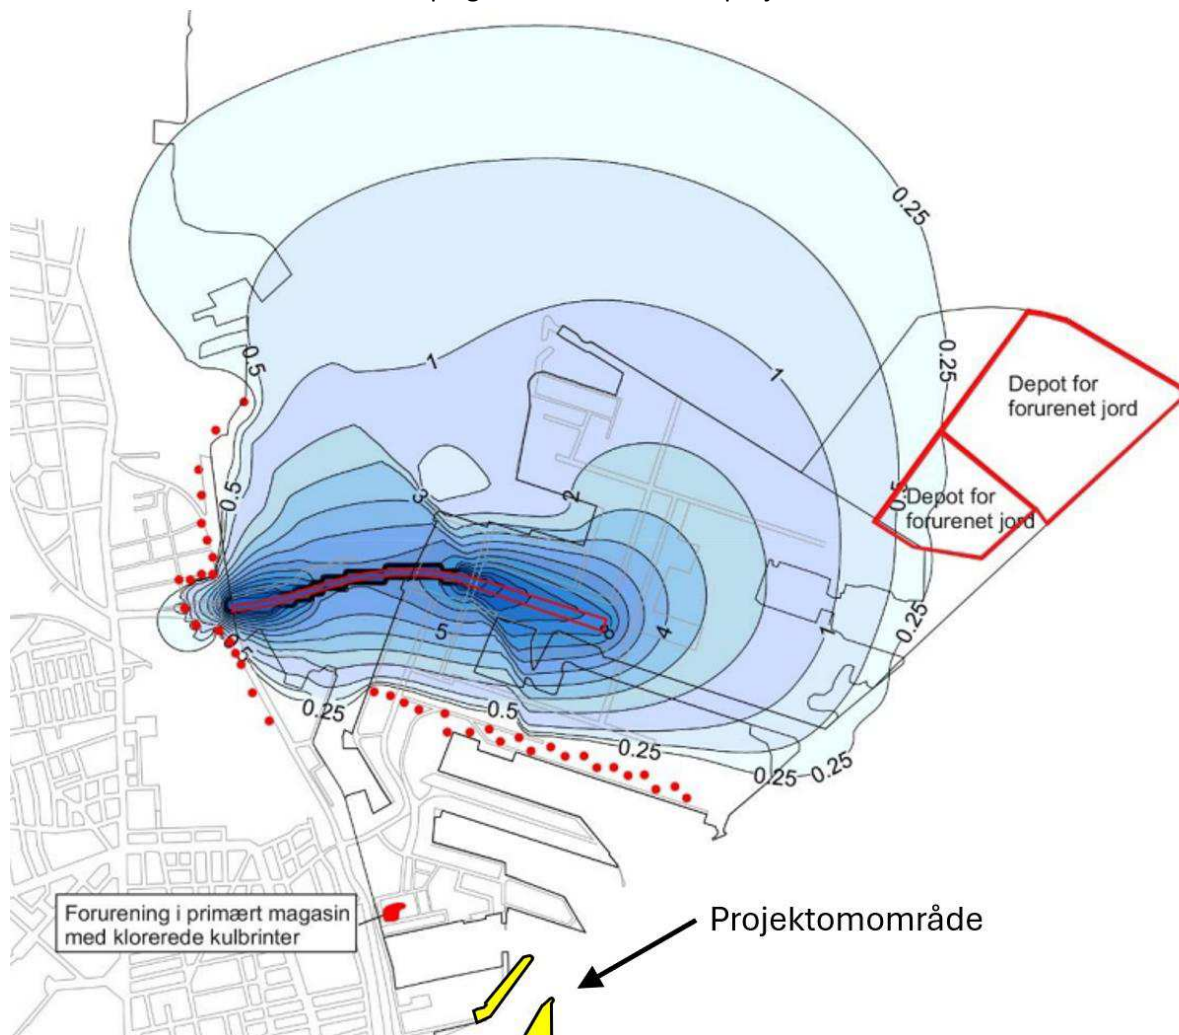 0.25
0.25
0.5
1
1
Depot for
forurenet jord
0.5
3
2
0.5
Depot for
forurenet jord
5
8
4
1
0.25
0.25
0.5
0.25
0.25
0.25
Forurening i primært magasin
med klorerede kulbrinter
Projektomområde